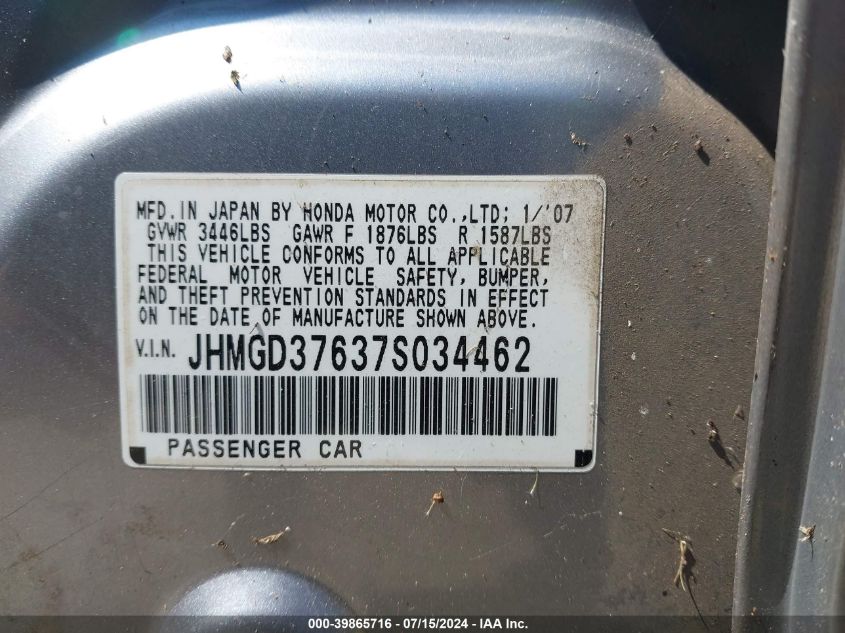 MFD. IN JAPAN BY HONDA MOTOR CO.,LTD; 1/'07
GVWR 3446LBS GAWR F 1876LBS R 1587LBS
THIS VEHICLE CONFORMS TO ALL APPLICABLE
FEDERAL MOTOR VEHICLE SAFETY, BUMPER,
AND THEFT PREVENTION STANDARDS IN EFFECT
ON THE DATE OF MANUFACTURE SHOWN ABOVE.
V.I.N. JHMGD37637S034462
PASSENGER CAR
000-39865716 - 07/15/2024 - IAA Inc.